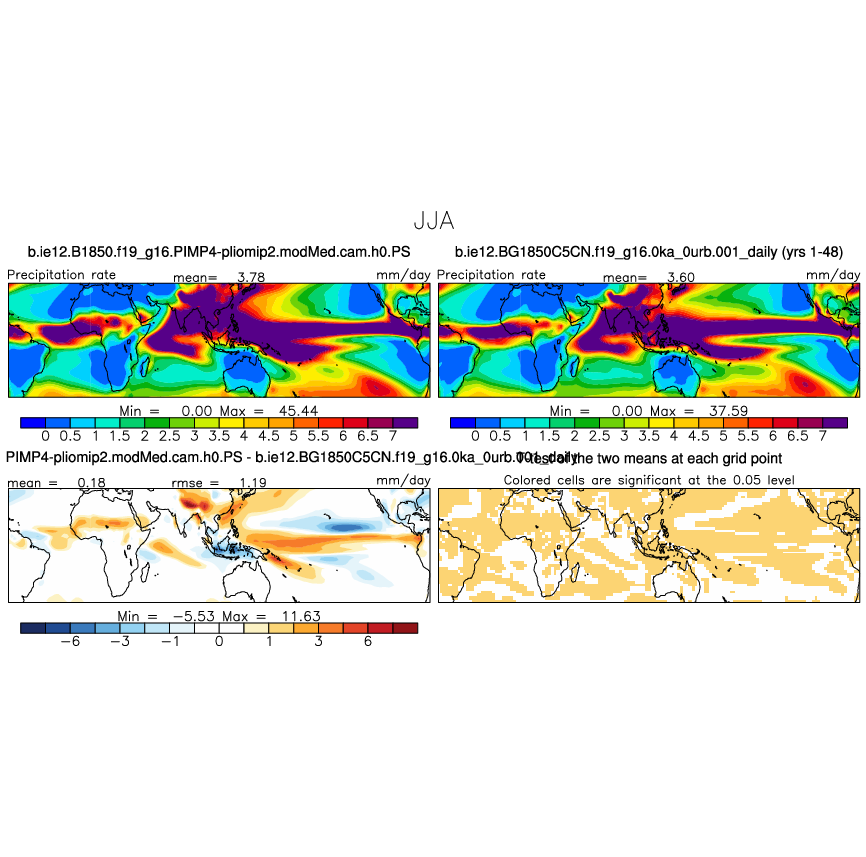 JJA
b.ie12.B1850.f19_g16.PIMP4-pliomip2.modMed.cam.h0.PS
b.ie12.BG1850C5CN.f19_g16.0ka_0urb.001_daily (yrs 1-48)
Precipitation rate mean= 3.78 mm/day
Precipitation rate mean= 3.60 mm/day
Min = 0.00 Max = 45.44
Min = 0.00 Max = 37.59
0 0.5 1 1.5 2 2.5 3 3.5 4 4.5 5 5.5 6 6.5 7
0 0.5 1 1.5 2 2.5 3 3.5 4 4.5 5 5.5 6 6.5 7
PIMP4-pliomip2.modMed.cam.h0.PS - b.ie12.BG1850C5CN.f19_g16.0ka_0urb.001_daily
T-test of the two means at each grid point
mean = 0.18 rmse = 1.19 mm/day
Colored cells are significant at the 0.05 level
Min = −5.53 Max = 11.63
−6 −3 −1 0 1 3 6